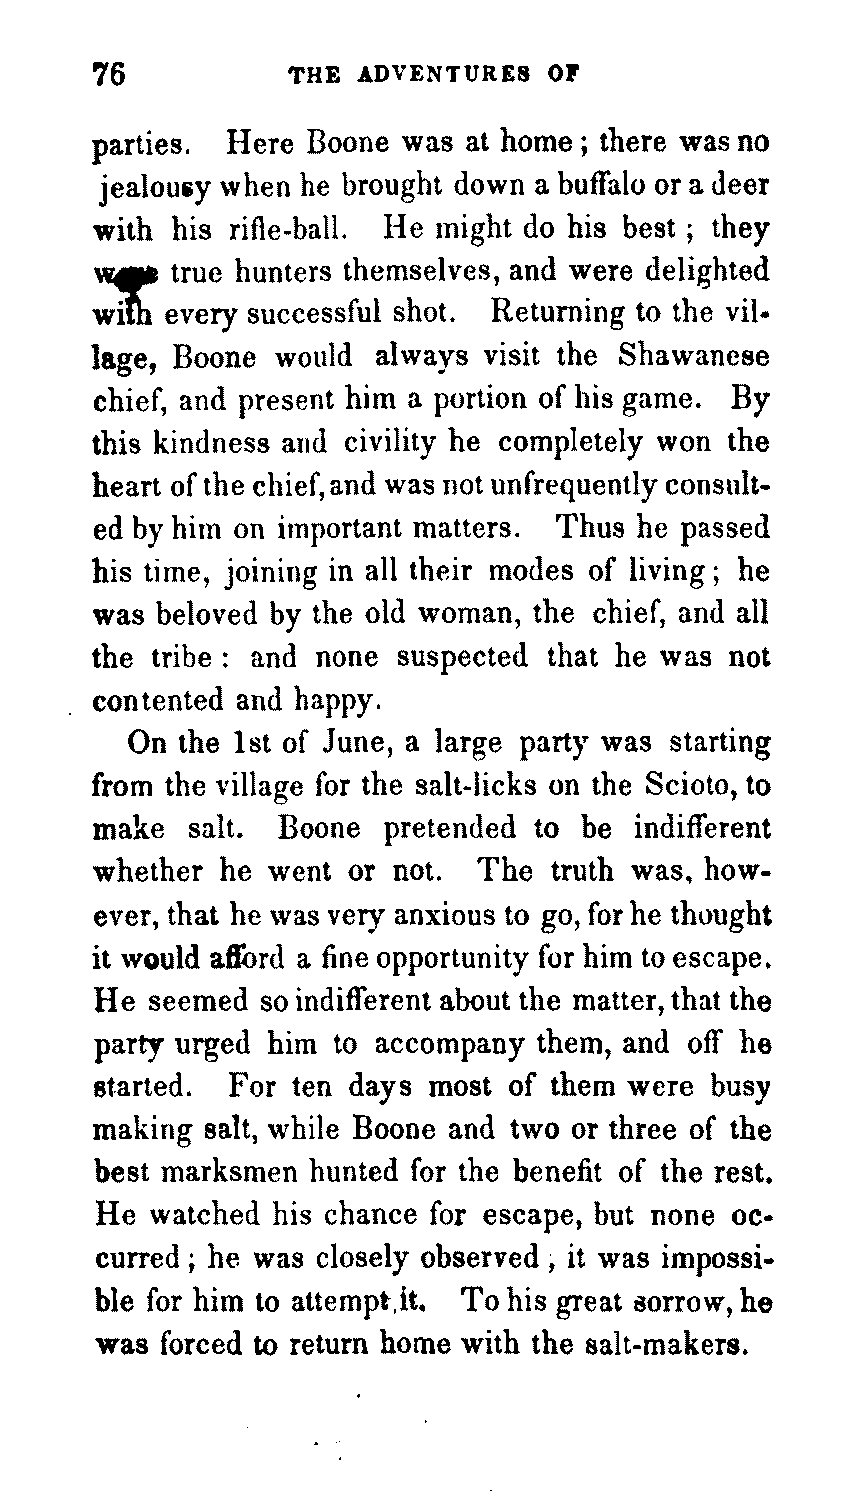 76 THE ADVENTURES OF
parties. Here Boone was at home; there was no
jealousy when he brought down a buffalo or a deer
with his rifle-ball. He might do his best; they
were true hunters themselves, and were delighted
with every successful shot. Returning to the vil-
lage, Boone would always visit the Shawanese
chief, and present him a portion of his game. By
this kindness and civility he completely won the
heart of the chief, and was not unfrequently consult-
ed by him on important matters. Thus he passed
his time, joining in all their modes of living; he
was beloved by the old woman, the chief, and all
the tribe: and none suspected that he was not
contented and happy.
On the 1st of June, a large party was starting
from the village for the salt-licks on the Scioto, to
make salt. Boone pretended to be indifferent
whether he went or not. The truth was, how-
ever, that he was very anxious to go, for he thought
it would afford a fine opportunity for him to escape.
He seemed so indifferent about the matter, that the
party urged him to accompany them, and off he
started. For ten days most of them were busy
making salt, while Boone and two or three of the
best marksmen hunted for the benefit of the rest.
He watched his chance for escape, but none oc-
curred; he was closely observed; it was impossi-
ble for him to attempt it. To his great sorrow, he
was forced to return home with the salt-makers.